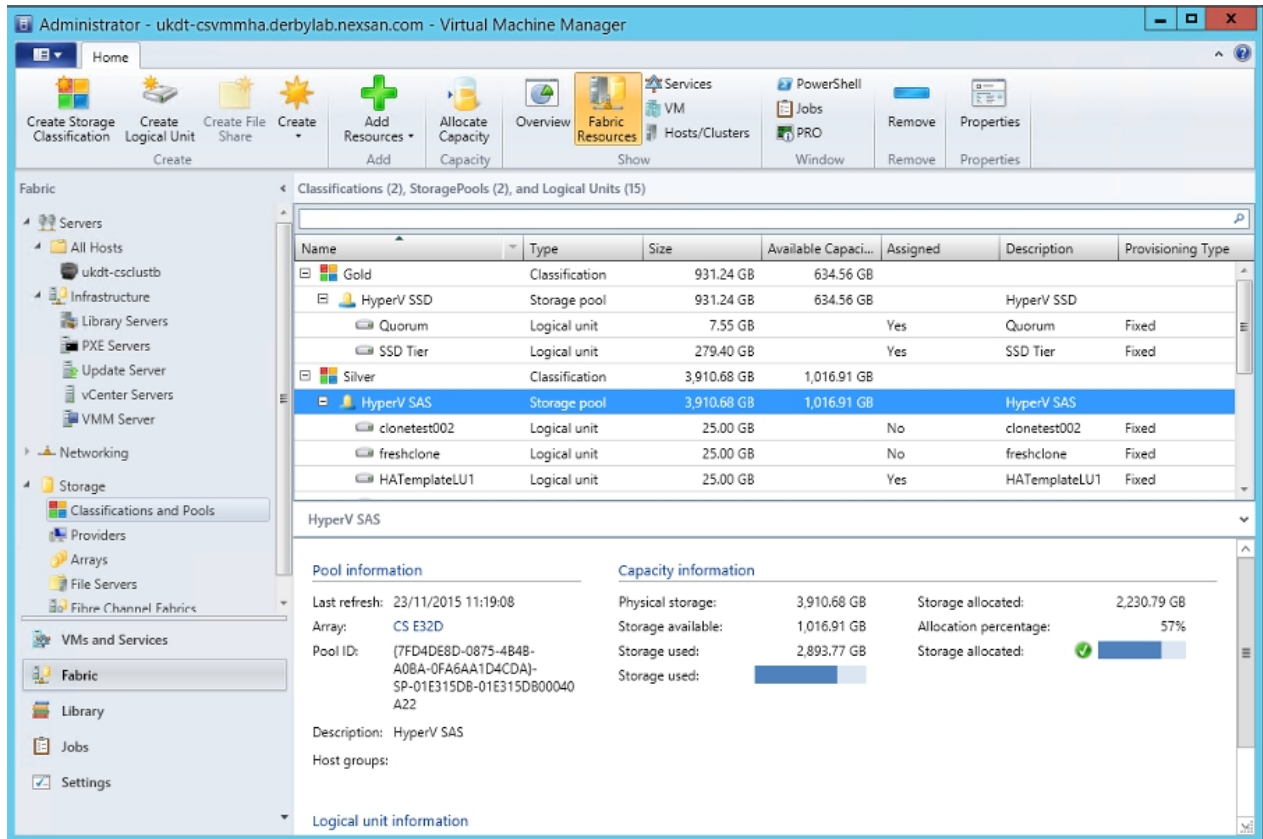 Administrator - ukdt-csvmmha.derbylab.nexsan.com - Virtual Machine Manager
Home
Create Storage Classification
Create Logical Unit
Create File Share
Create
Add Resources
Allocate Capacity
Overview
Fabric Resources
Services
VM
Hosts/Clusters
PowerShell
Jobs
PRO
Remove
Properties
Create
Add
Capacity
Show
Window
Remove
Properties
Fabric
Servers
All Hosts
ukdt-csclustb
Infrastructure
Library Servers
PXE Servers
Update Server
vCenter Servers
VMM Server
Networking
Storage
Classifications and Pools
Providers
Arrays
File Servers
Fibre Channel Fabrics
VMs and Services
Fabric
Library
Jobs
Settings
Classifications (2), StoragePools (2), and Logical Units (15)
Name Type Size Available Capaci... Assigned Description Provisioning Type
Gold Classification 931.24 GB 634.56 GB
HyperV SSD Storage pool 931.24 GB 634.56 GB HyperV SSD
Quorum Logical unit 7.55 GB Yes Quorum Fixed
SSD Tier Logical unit 279.40 GB Yes SSD Tier Fixed
Silver Classification 3,910.68 GB 1,016.91 GB
HyperV SAS Storage pool 3,910.68 GB 1,016.91 GB HyperV SAS
clonetest002 Logical unit 25.00 GB No clonetest002 Fixed
freshclone Logical unit 25.00 GB No freshclone Fixed
HATemplateLU1 Logical unit 25.00 GB Yes HATemplateLU1 Fixed
HyperV SAS
Pool information
Last refresh: 23/11/2015 11:19:08
Array: CS E32D
Pool ID: {7FD4DE8D-0875-4B4B-
A0BA-0FA6AA1D4CDA}-
SP-01E315DB-01E315DB00040
A22
Description: HyperV SAS
Host groups:
Capacity information
Physical storage: 3,910.68 GB
Storage available: 1,016.91 GB
Storage used: 2,893.77 GB
Storage used:
Storage allocated: 2,230.79 GB
Allocation percentage: 57%
Storage allocated:
Logical unit information